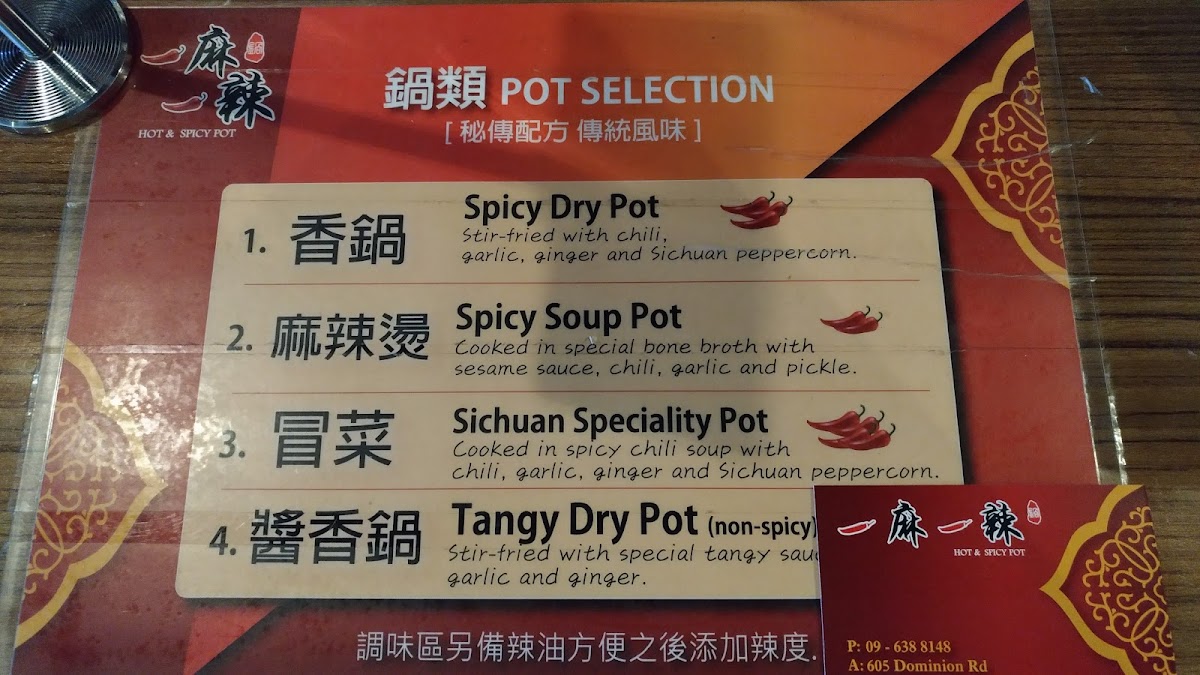 一麻一辣
鍋
HOT & SPICY POT
鍋類 POT SELECTION
[ 秘傳配方 傳統風味 ]
1. 香鍋 Spicy Dry Pot
Stir-fried with chili,
garlic, ginger and Sichuan peppercorn.
2. 麻辣燙 Spicy Soup Pot
Cooked in special bone broth with
sesame sauce, chili, garlic and pickle.
3. 冒菜 Sichuan Speciality Pot
Cooked in spicy chili soup with
chili, garlic, ginger and Sichuan peppercorn.
4. 醬香鍋 Tangy Dry Pot (non-spicy)
Stir-fried with special tangy
garlic and ginger.
調味區另備辣油方便之後添加辣度.
一麻一辣
鍋
HOT & SPICY POT
P: 09 - 638 8148
A: 605 Dominion Rd